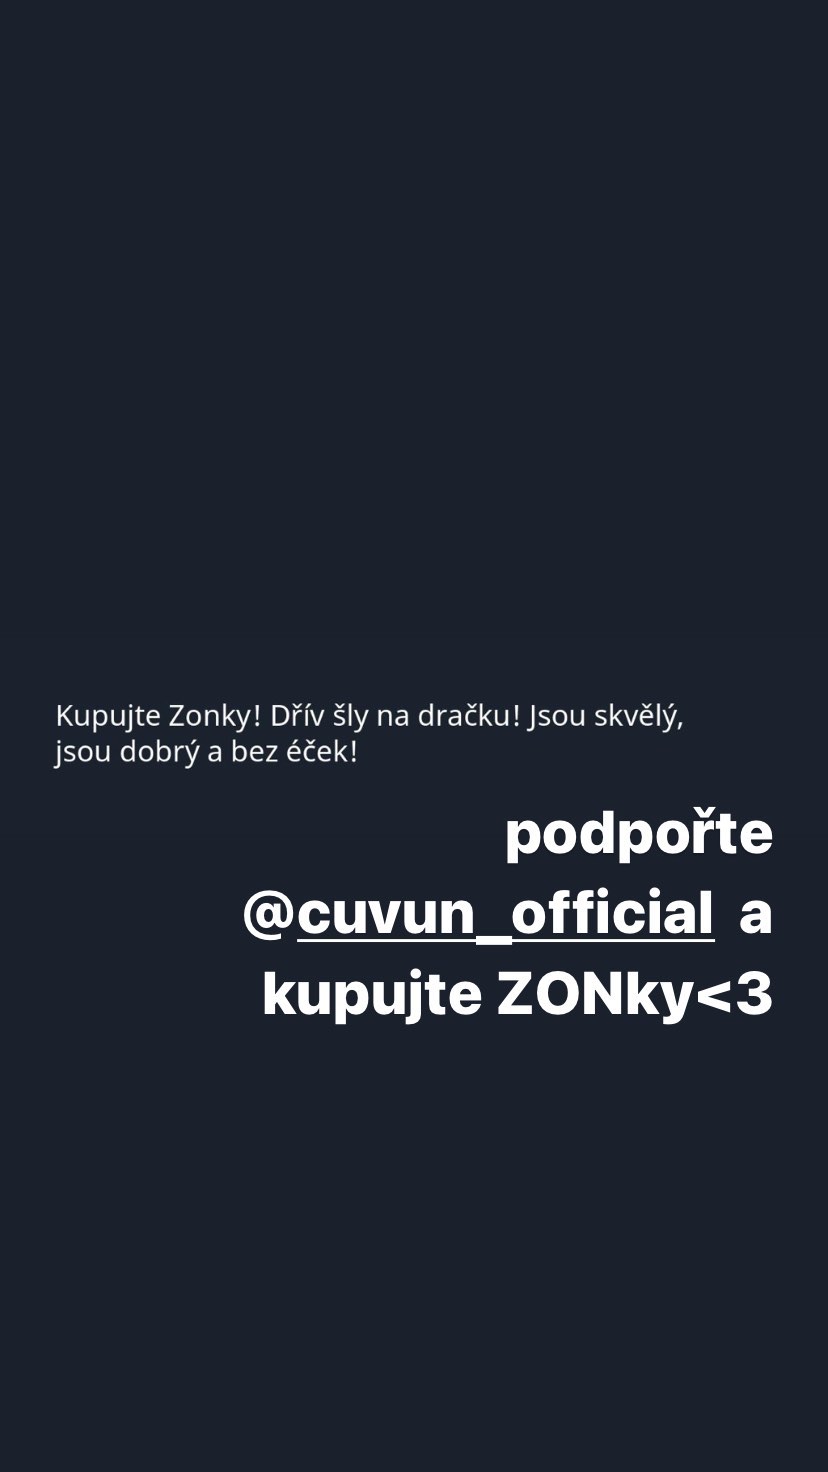 Kupujte Zonky! Dřív šly na dračku! Jsou skvělý,
jsou dobrý a bez éček!
podpořte
@cuvun_official a
kupujte ZONky<3